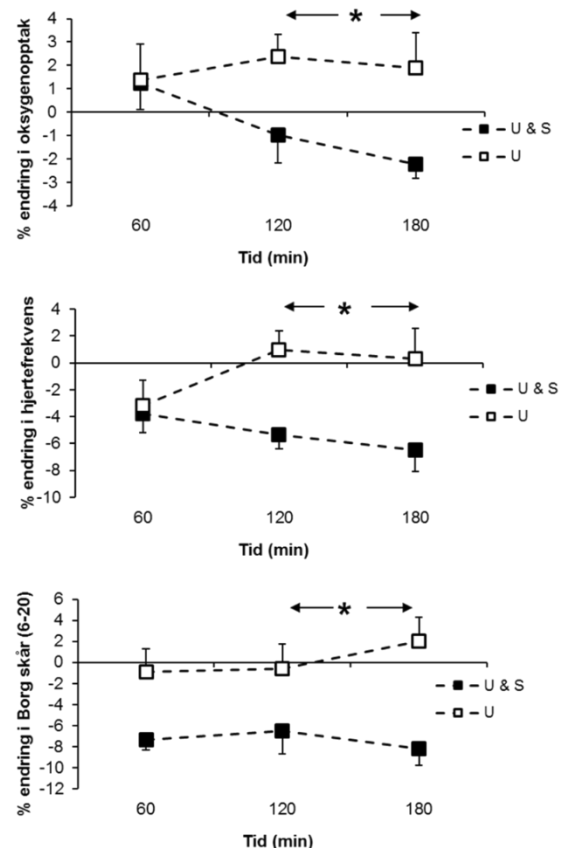 % endring i oksygenopptak
4
3
2
1
0
-1
-2
-3
-4
*
U & S
U
60 120 180
Tid (min)
% endring i hjertefrekvens
4
2
0
-2
-4
-6
-8
-10
*
U & S
U
60 120 180
Tid (min)
% endring i Borg skår (6-20)
6
4
2
0
-2
-4
-6
-8
-10
-12
*
U & S
U
60 120 180
Tid (min)